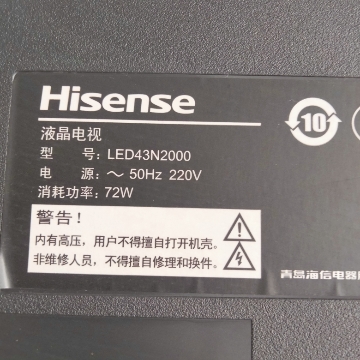 Hisense
液晶电视
型 号: LED43N2000
电 源: ～ 50Hz 220V
消耗功率: 72W
10
警告!
内有高压，用户不得擅自打开机壳。
非维修人员，不得擅自修理和换件。
青岛海信电器